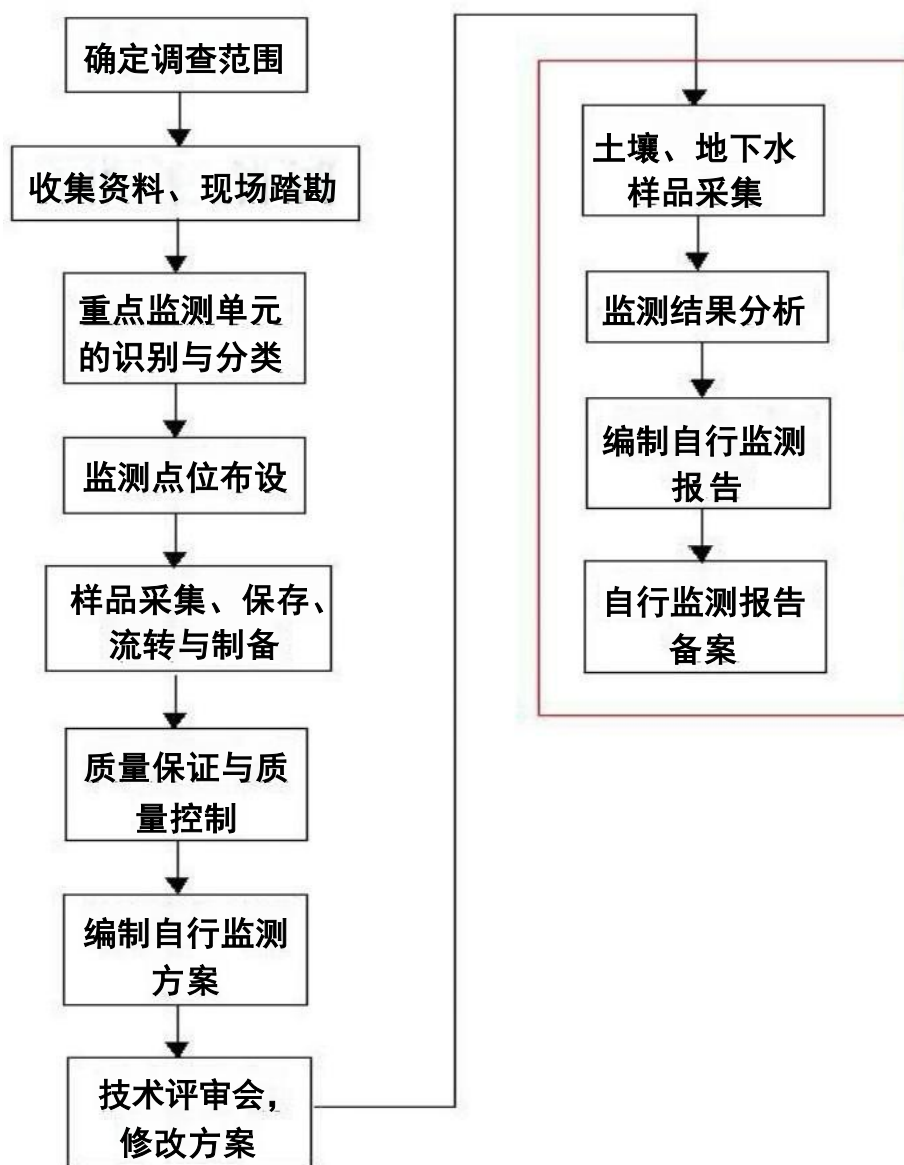 确定调查范围
收集资料、现场踏勘
重点监测单元
的识别与分类
监测点位布设
样品采集、保存、
流转与制备
质量保证与质
量控制
编制自行监测
方案
技术评审会，
修改方案
土壤、地下水
样品采集
监测结果分析
编制自行监测
报告
自行监测报告
备案